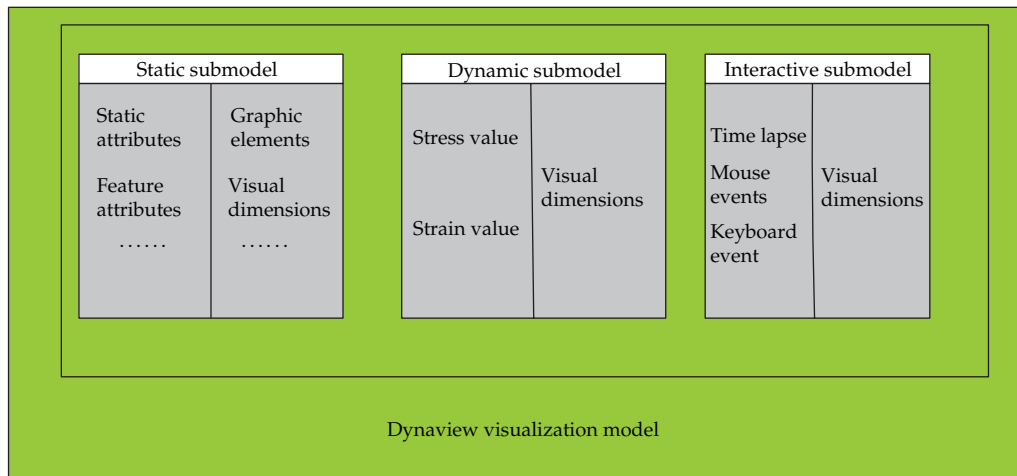 Static submodel
Static
attributes
Feature
attributes
......
Graphic
elements
Visual
dimensions
......
Dynamic submodel
Stress value
Strain value
Visual
dimensions
Interactive submodel
Time lapse
Mouse
events
Keyboard
event
Visual
dimensions
Dynaview visualization model